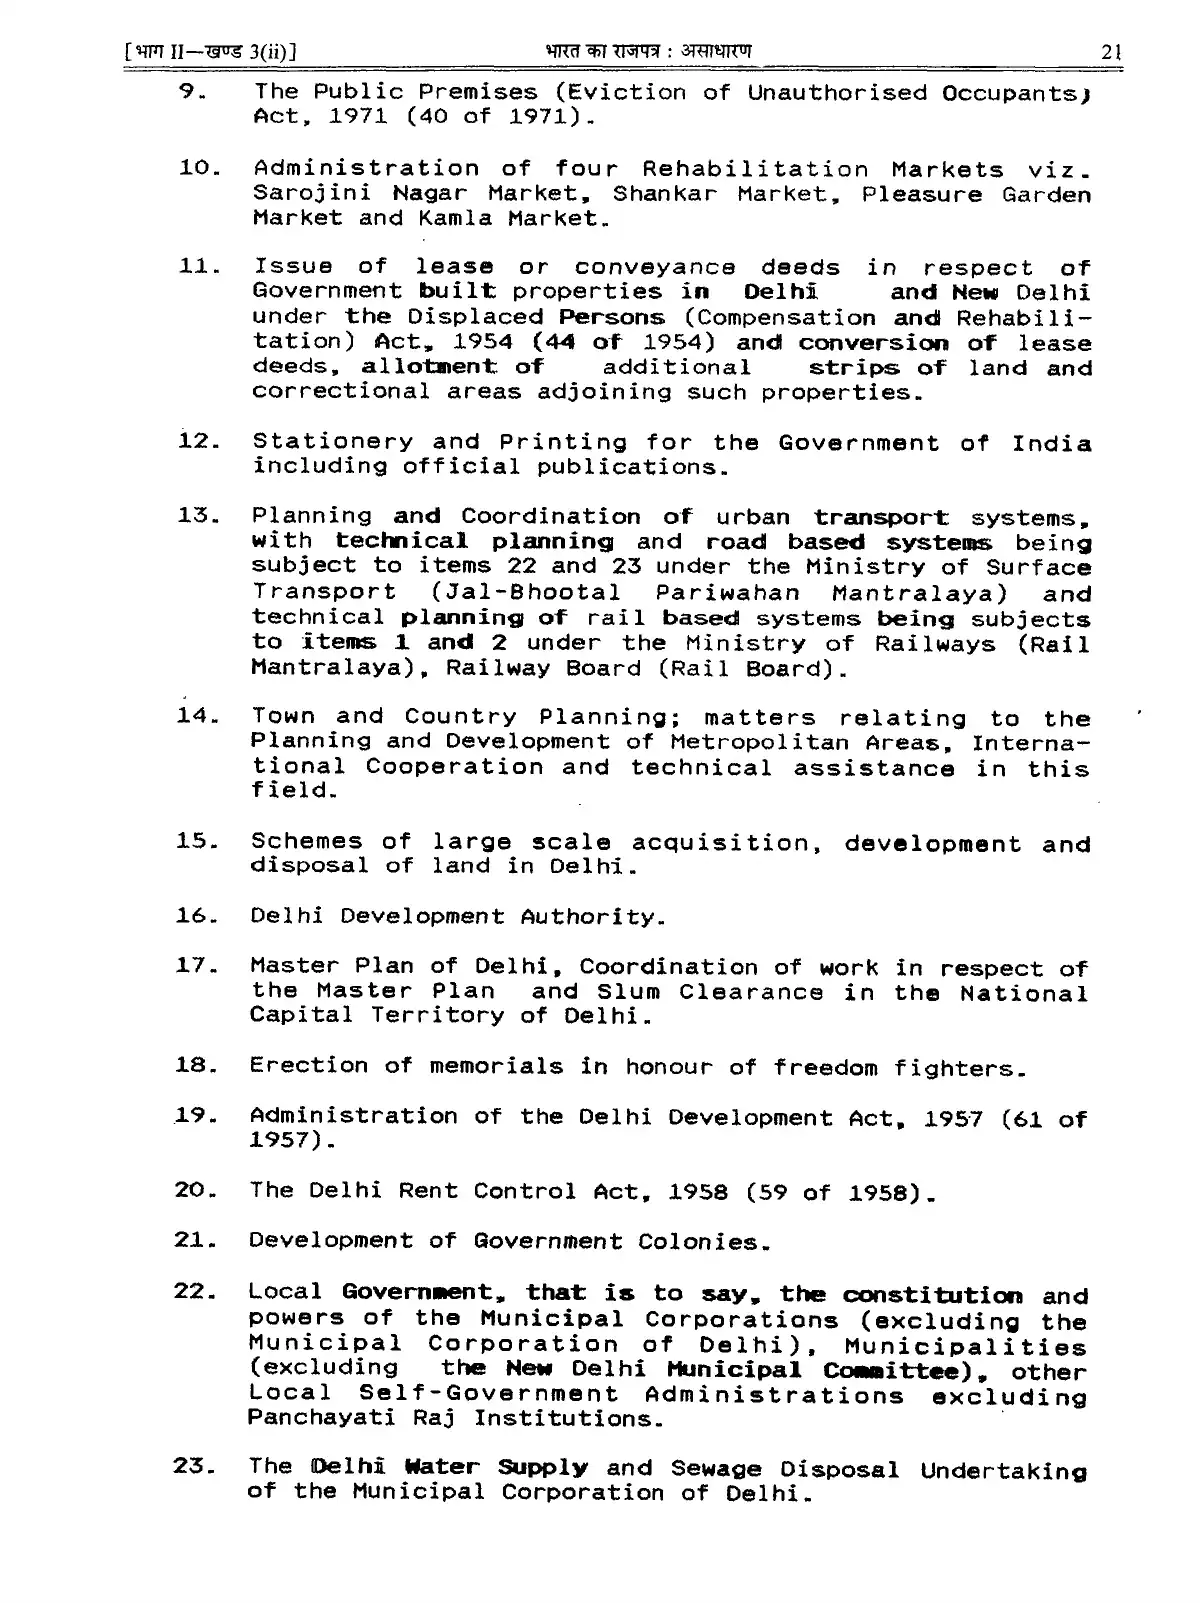 [भाग II—खण्ड 3(ii)] भारत का राजपत्र : असाधारण 21
9. The Public Premises (Eviction of Unauthorised Occupants)
Act, 1971 (40 of 1971).
10. Administration of four Rehabilitation Markets viz.
Sarojini Nagar Market, Shankar Market, Pleasure Garden
Market and Kamla Market.
11. Issue of lease or conveyance deeds in respect of
Government built properties in Delhi and New Delhi
under the Displaced Persons (Compensation and Rehabili-
tation) Act, 1954 (44 of 1954) and conversion of lease
deeds, allotment of additional strips of land and
correctional areas adjoining such properties.
12. Stationery and Printing for the Government of India
including official publications.
13. Planning and Coordination of urban transport systems,
with technical planning and road based systems being
subject to items 22 and 23 under the Ministry of Surface
Transport (Jal-Bhootal Pariwahan Mantralaya) and
technical planning of rail based systems being subjects
to items 1 and 2 under the Ministry of Railways (Rail
Mantralaya), Railway Board (Rail Board).
14. Town and Country Planning; matters relating to the
Planning and Development of Metropolitan Areas, Interna-
tional Cooperation and technical assistance in this
field.
15. Schemes of large scale acquisition, development and
disposal of land in Delhi.
16. Delhi Development Authority.
17. Master Plan of Delhi, Coordination of work in respect of
the Master Plan and Slum Clearance in the National
Capital Territory of Delhi.
18. Erection of memorials in honour of freedom fighters.
19. Administration of the Delhi Development Act, 1957 (61 of
1957).
20. The Delhi Rent Control Act, 1958 (59 of 1958).
21. Development of Government Colonies.
22. Local Government, that is to say, the constitution and
powers of the Municipal Corporations (excluding the
Municipal Corporation of Delhi), Municipalities
(excluding the New Delhi Municipal Committee), other
Local Self-Government Administrations excluding
Panchayati Raj Institutions.
23. The Delhi Water Supply and Sewage Disposal Undertaking
of the Municipal Corporation of Delhi.